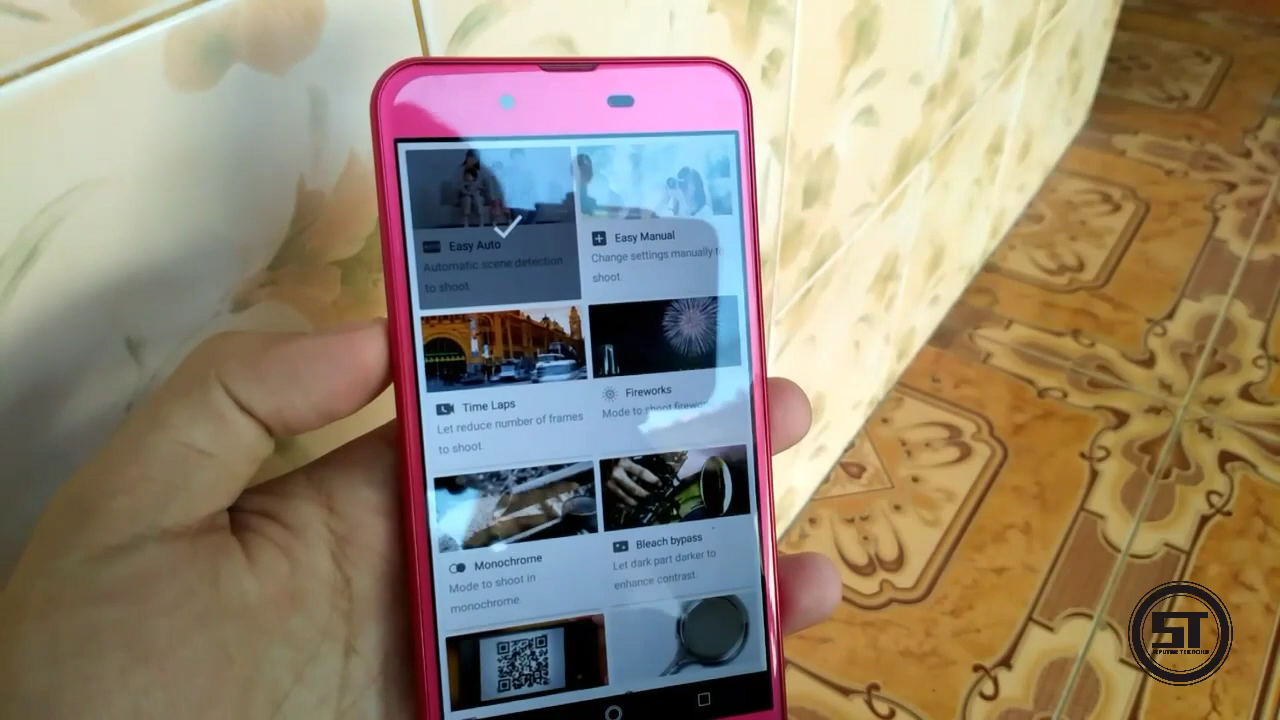 Easy Auto
Automatic scene detection
to shoot.
Easy Manual
Change settings manually to
shoot.
Time Laps
Let reduce number of frames
to shoot.
Fireworks
Mode to shoot
Monochrome
Mode to shoot in
monochrome.
Bleach bypass
Let dark part darker to
enhance contrast.
ST